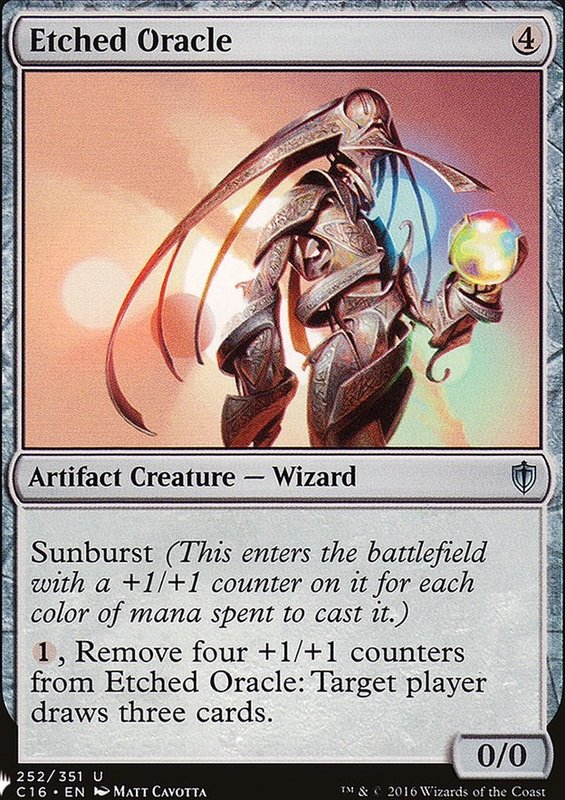 Etched Oracle 4
Artifact Creature — Wizard
Sunburst (This enters the battlefield
with a +1/+1 counter on it for each
color of mana spent to cast it.)
1, Remove four +1/+1 counters
from Etched Oracle: Target player
draws three cards.
0/0
252/351 U
C16 • EN Matt Cavotta
™ & © 2016 Wizards of the Coast